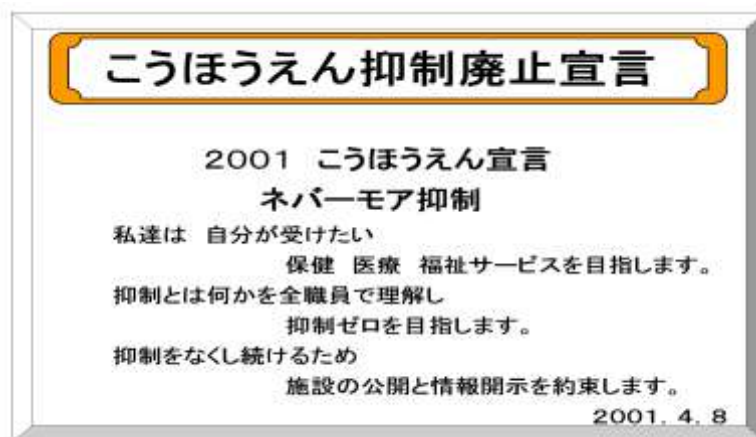 こうほうえん抑制廃止宣言
2001 こうほうえん宣言
ネバーモア抑制
私達は 自分が受けたい
保健 医療 福祉サービスを目指します。
抑制とは何かを全職員で理解し
抑制ゼロを目指します。
抑制をなくし続けるため
施設の公開と情報開示を約束します。
2001.4.8